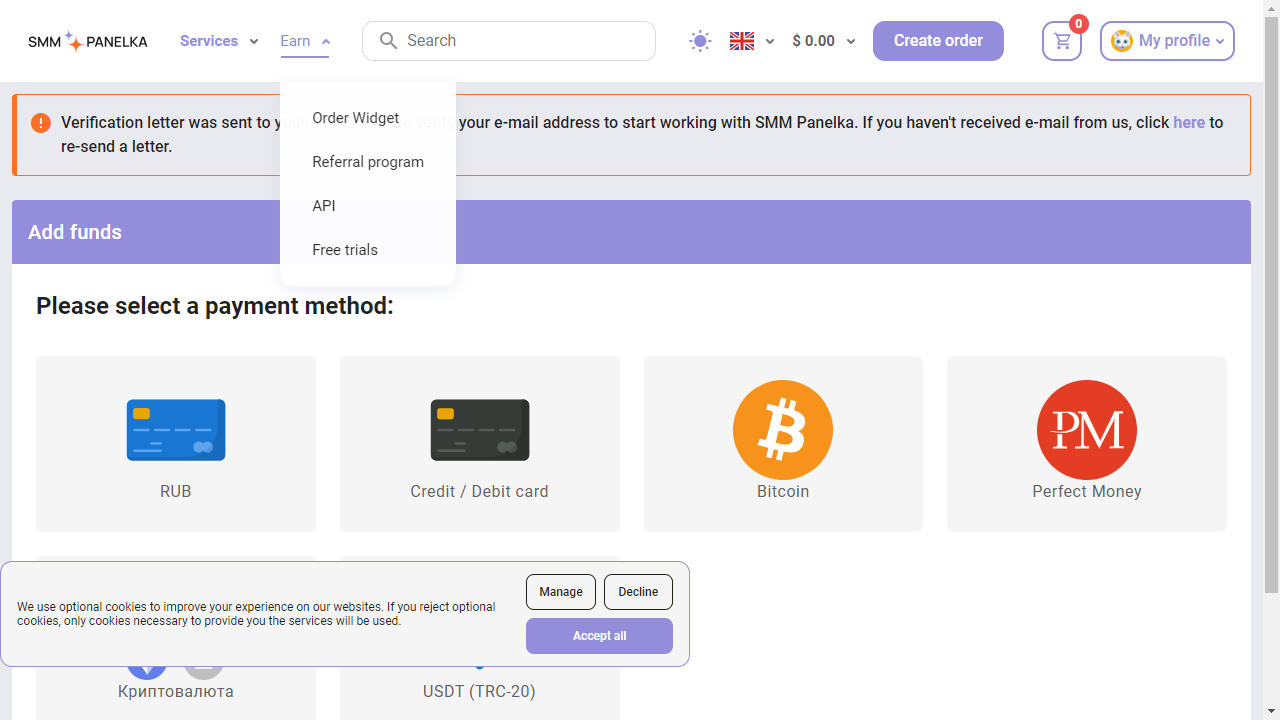 SMM PANELKA
Services
Earn
Search
$ 0.00
Create order
0
My profile
Order Widget
Referral program
API
Free trials
Verification letter was sent to your your e-mail address to start working with SMM Panelka. If you haven't received e-mail from us, click here to
re-send a letter.
Add funds
Please select a payment method:
RUB
Credit / Debit card
Bitcoin
PM
Perfect Money
We use optional cookies to improve your experience on our websites. If you reject optional
cookies, only cookies necessary to provide you the services will be used.
Manage
Decline
Accept all
Криптовалюта
USDT (TRC-20)